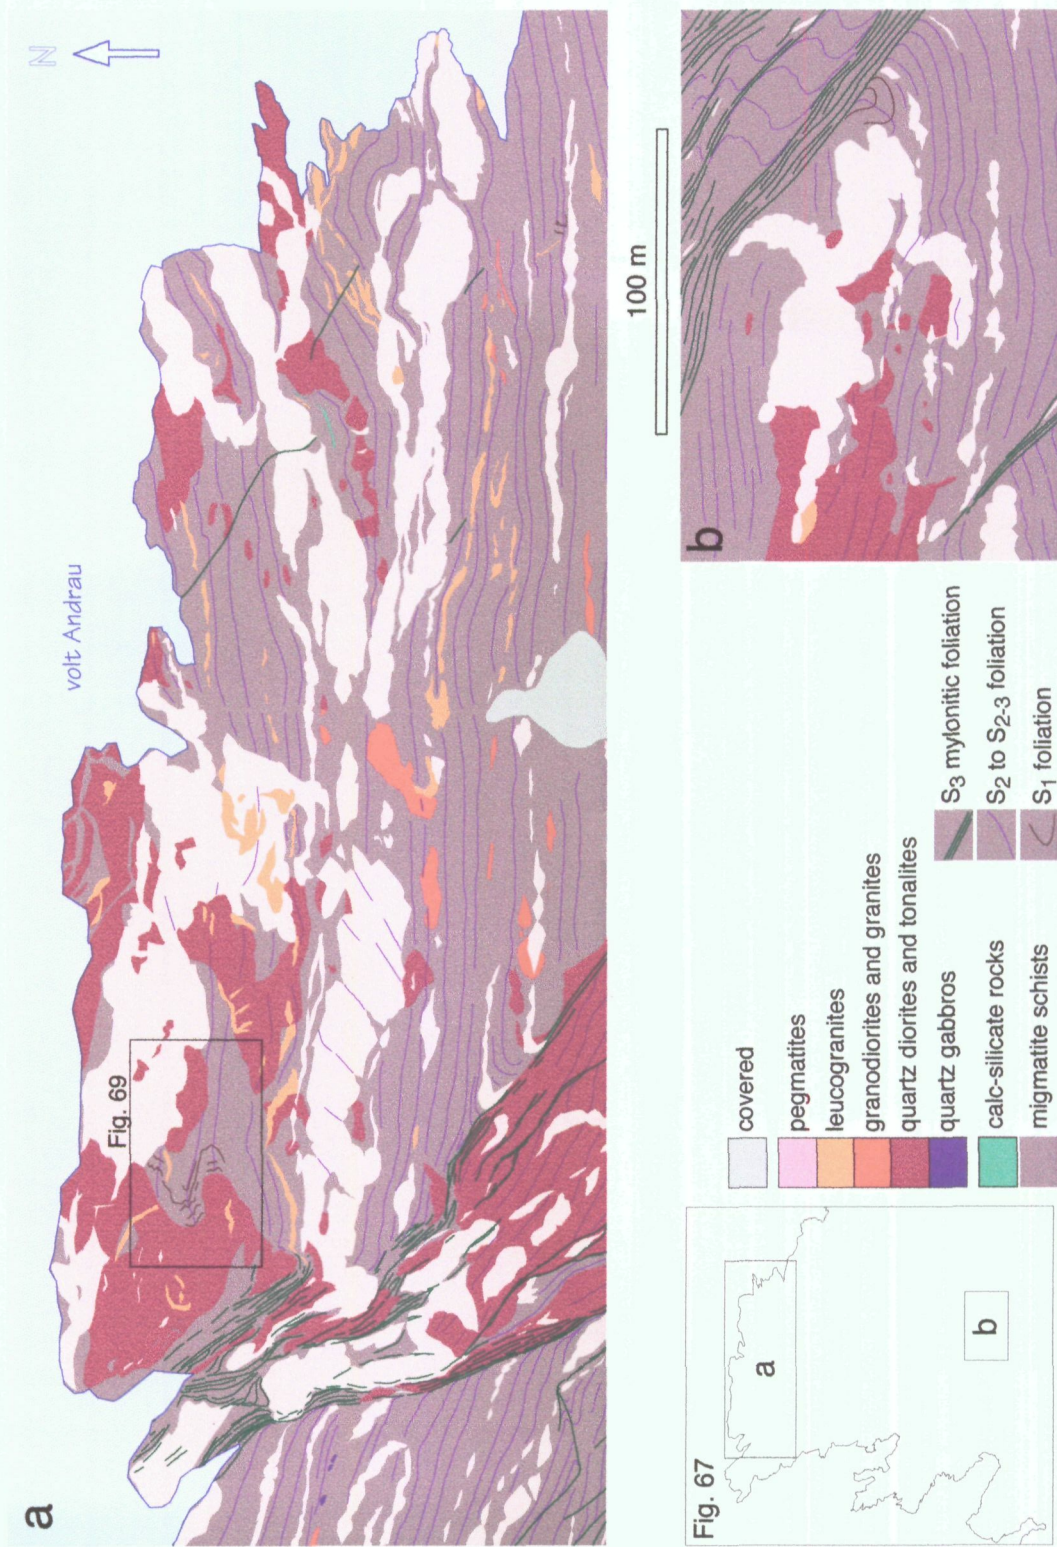 a
N
volt Andrau
Fig. 69
100 m
b
Fig. 67
a
b
covered
pegmatites
leucogranites
granodiorites and granites
quartz diorites and tonalites
quartz gabbros
calc-silicate rocks
migmatite schists
S₃ mylonitic foliation
S₂ to S₂₋₃ foliation
S₁ foliation